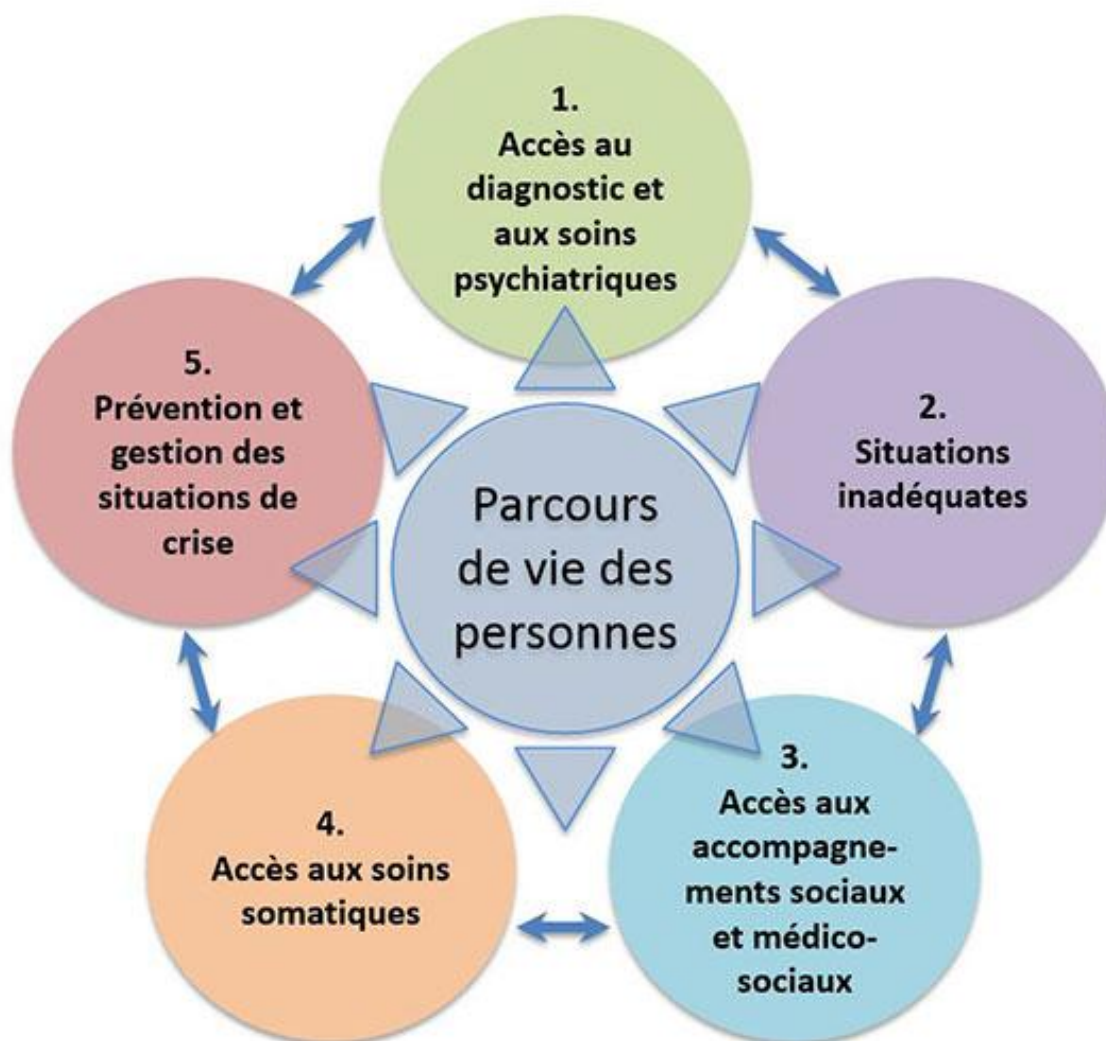 1.
Accès au
diagnostic et
aux soins
psychiatriques
2.
Situations
inadéquates
3.
Accès aux
accompagne-
ments sociaux
et médico-
sociaux
4.
Accès aux soins
somatiques
5.
Prévention et
gestion des
situations de
crise
Parcours
de vie des
personnes